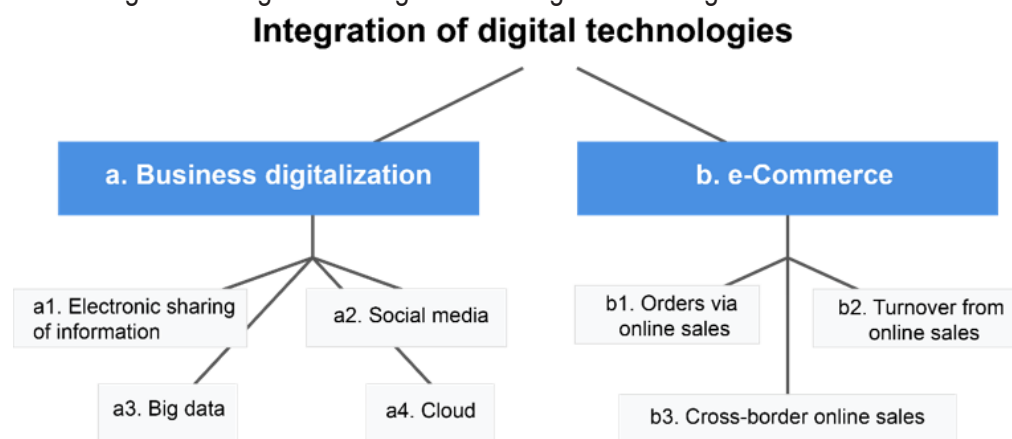 Integration of digital technologies
a. Business digitalization
b. e-Commerce
a1. Electronic sharing
of information
a2. Social media
b1. Orders via
online sales
b2. Turnover from
online sales
a3. Big data
a4. Cloud
b3. Cross-border online sales